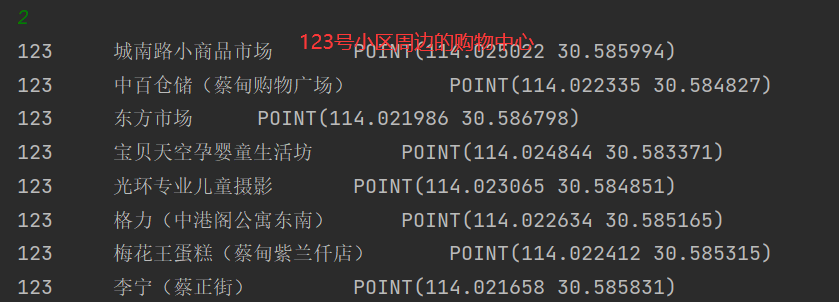 2
123号小区周边的购物中心
123 城南路小商品市场 POINT(114.025022 30.585994)
123 中百仓储（蔡甸购物广场） POINT(114.022335 30.584827)
123 东方市场 POINT(114.021986 30.586798)
123 宝贝天空孕婴童生活坊 POINT(114.024844 30.583371)
123 光环专业儿童摄影 POINT(114.023065 30.584851)
123 格力（中港阁公寓东南） POINT(114.022634 30.585165)
123 梅花王蛋糕（蔡甸紫兰仟店） POINT(114.022412 30.585315)
123 李宁（蔡正街） POINT(114.021658 30.585831)